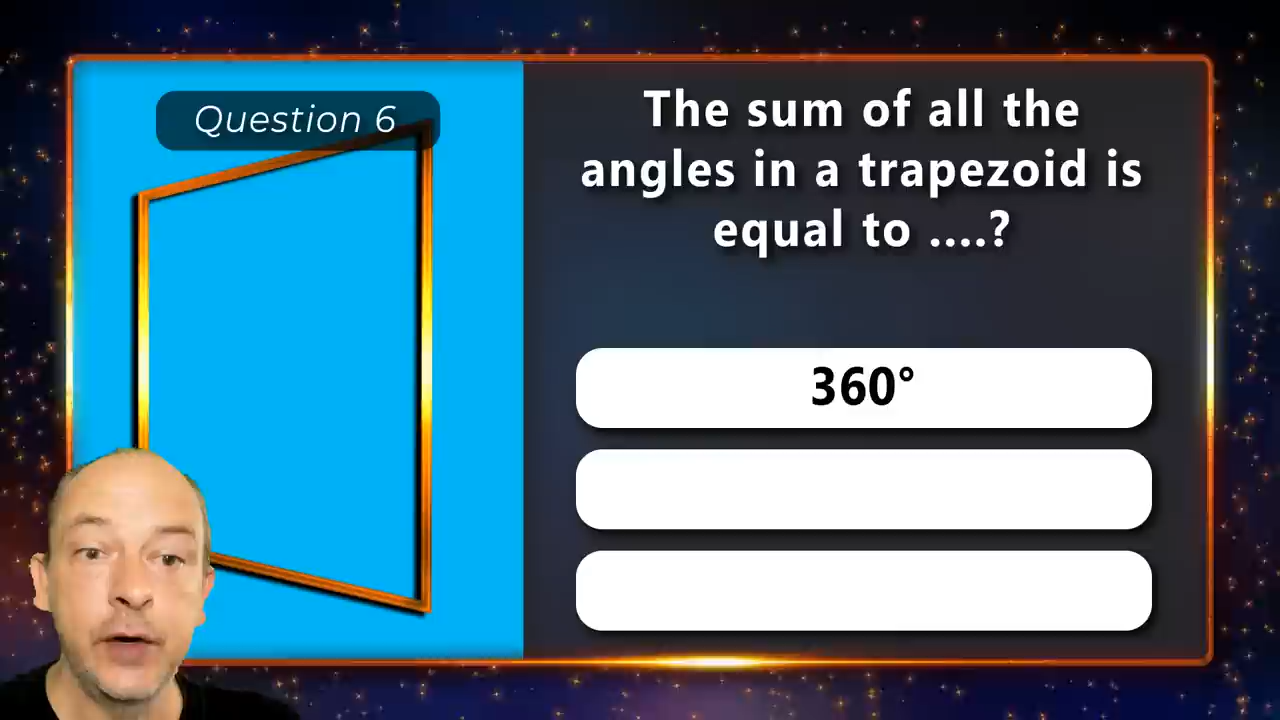 Question 6
The sum of all the
angles in a trapezoid is
equal to ....?
360°